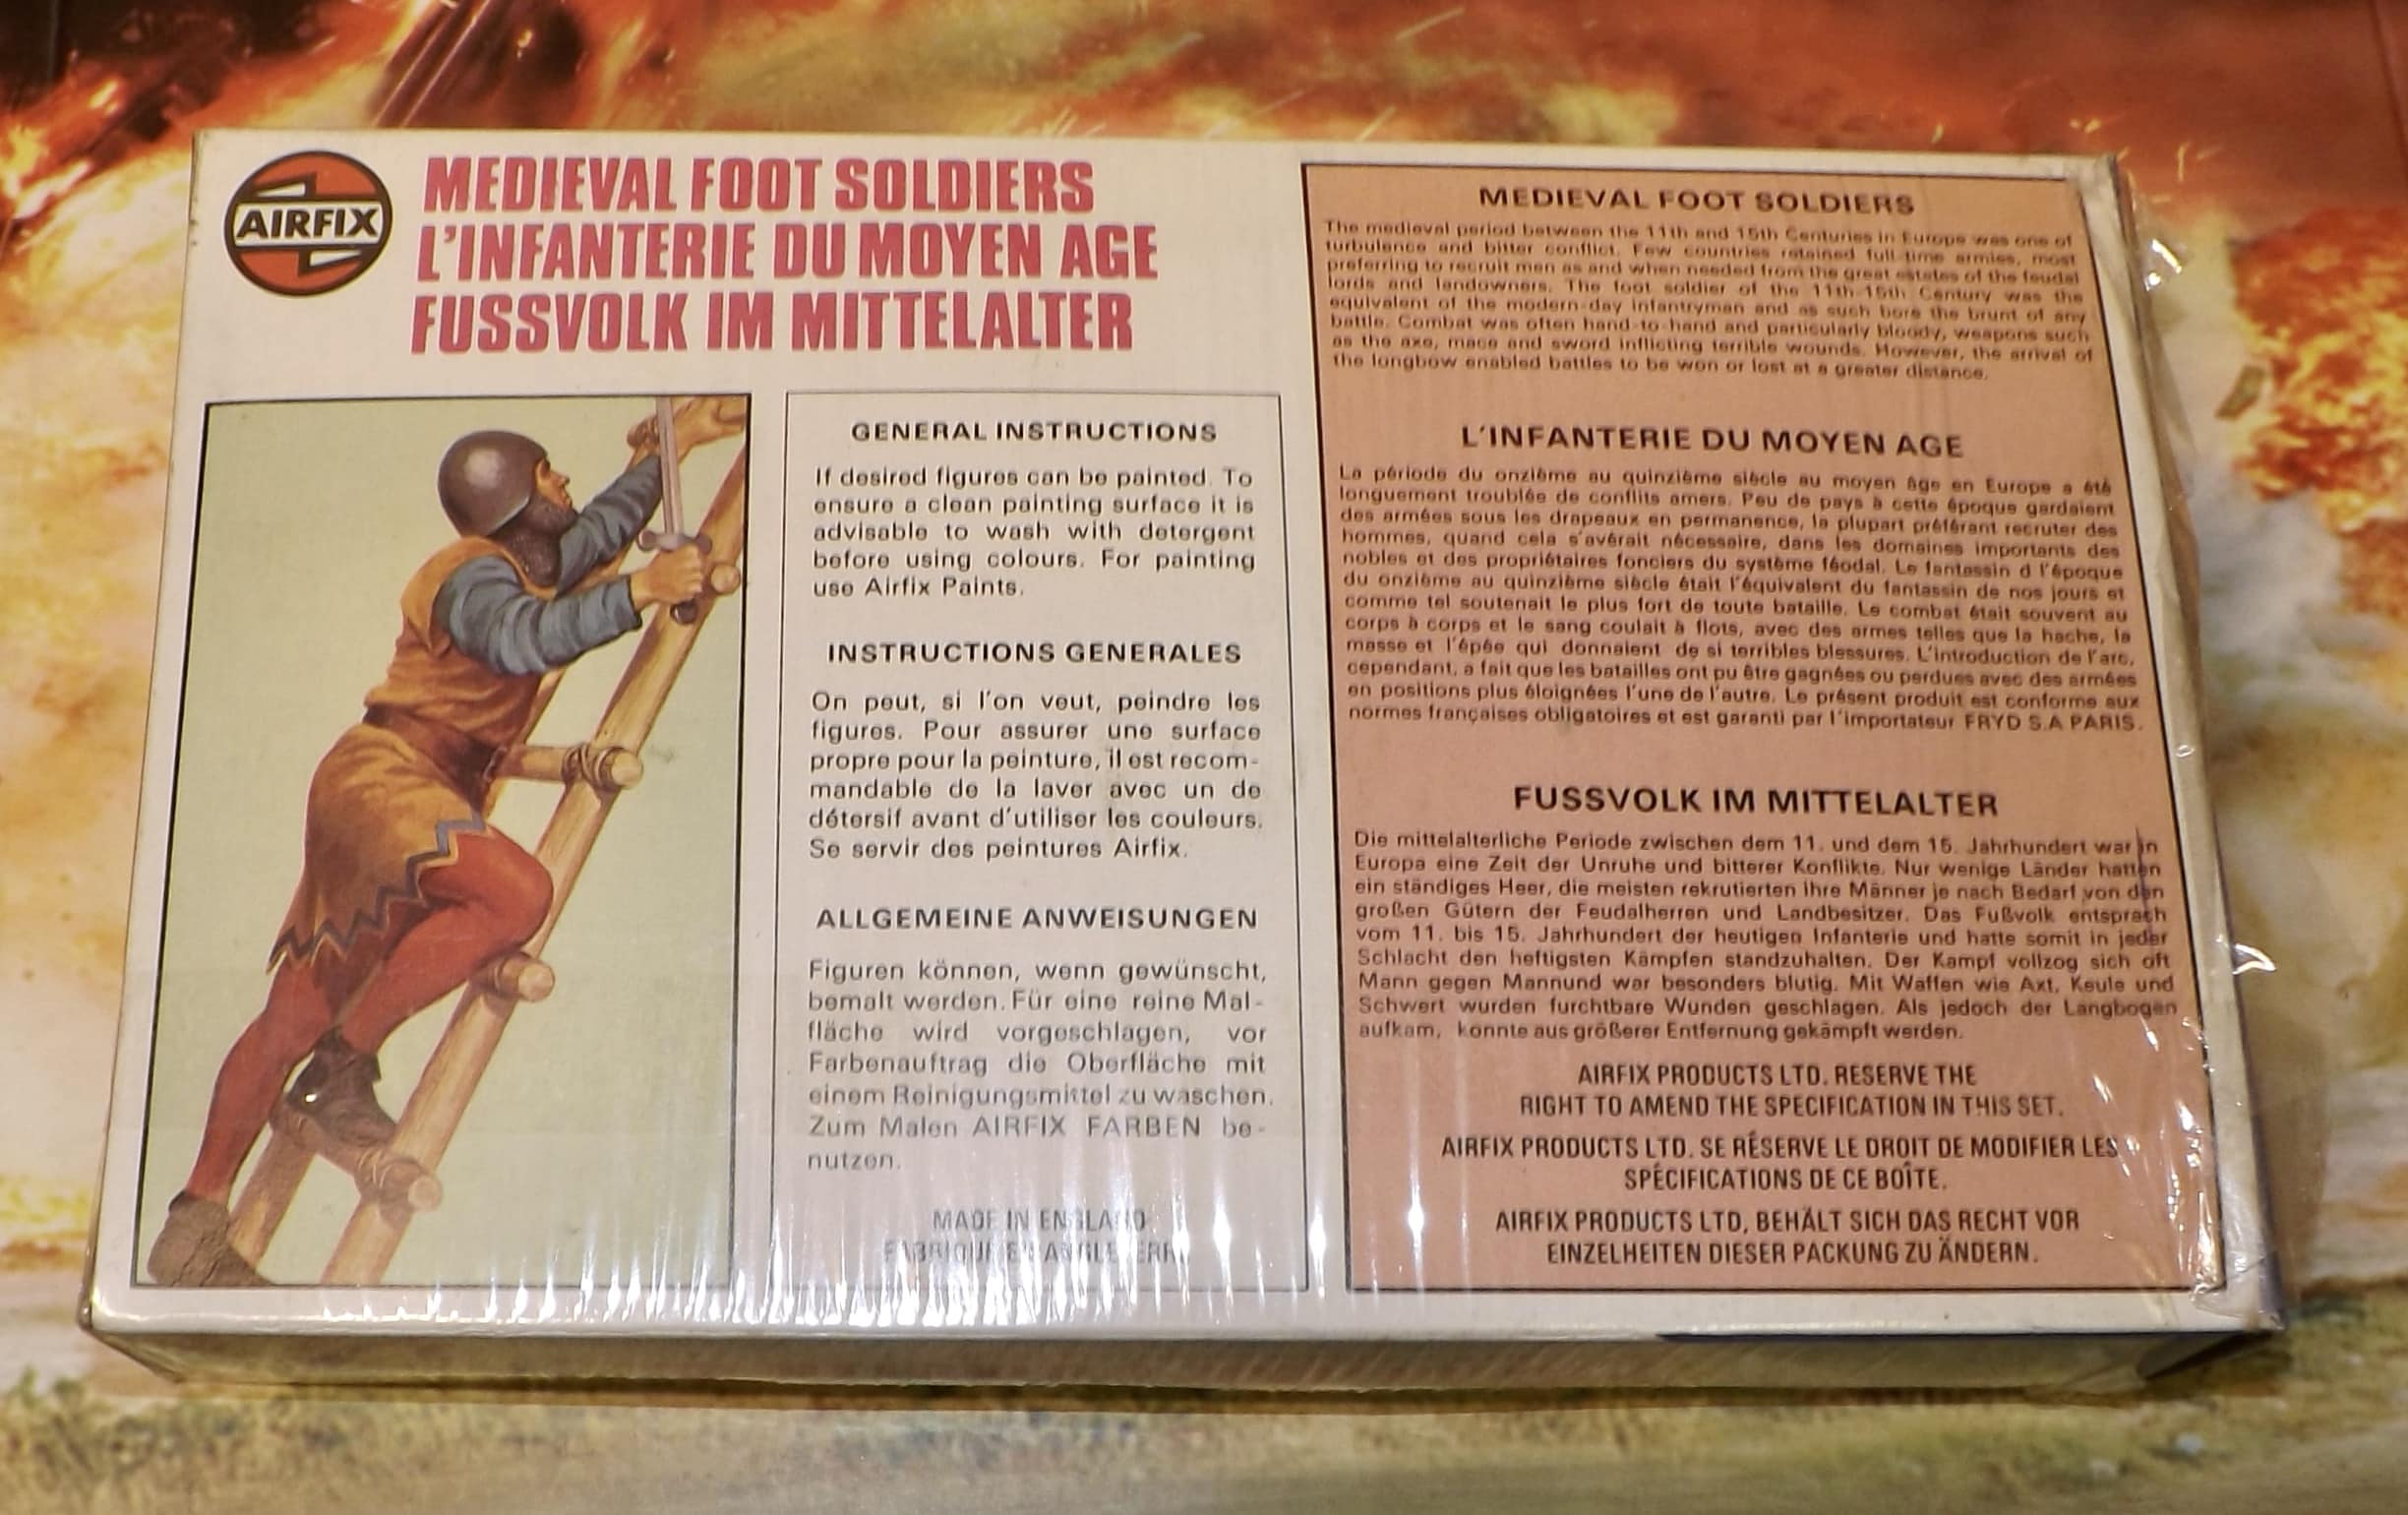 AIRFIX
MEDIEVAL FOOT SOLDIERS
L'INFANTERIE DU MOYEN AGE
FUSSVOLK IM MITTELALTER
GENERAL INSTRUCTIONS
If desired figures can be painted. To
ensure a clean painting surface it is
advisable to wash with detergent
before using colours. For painting
use Airfix Paints.
INSTRUCTIONS GENERALES
On peut, si l'on veut, peindre les
figures. Pour assurer une surface
propre pour la peinture, il est recom-
mandable de la laver avec un de
détersif avant d'utiliser les couleurs.
Se servir des peintures Airfix.
ALLGEMEINE ANWEISUNGEN
Figuren können, wenn gewünscht,
bemalt werden. Für eine reine Mal-
fläche wird vorgeschlagen, vor
Farbenauftrag die Oberfläche mit
einem Reinigungsmittel zu waschen.
Zum Malen AIRFIX FARBEN be-
nutzen.
MADE IN ENGLAND
FABRIQUE EN ANGLETERRE
MEDIEVAL FOOT SOLDIERS
The medieval period between the 11th and 15th Centuries in Europe was one of
turbulence and bitter conflict. Few countries retained full-time armies, most
preferring to recruit men as and when needed from the great estates of the feudal
lords and landowners. The foot soldier of the 11th-15th Century was the
equivalent of the modern-day infantryman and as such bore the brunt of any
battle. Combat was often hand-to-hand and particularly bloody, weapons such
as the axe, mace and sword inflicting terrible wounds. However, the arrival of
the longbow enabled battles to be won or lost at a greater distance.
L'INFANTERIE DU MOYEN AGE
La période du onzième au quinzième siècle au moyen âge en Europe a été
longuement troublée de conflits amers. Peu de pays à cette époque gardaient
des armées sous les drapeaux en permanence, la plupart préférant recruter des
hommes, quand cela s'avérait nécessaire, dans les domaines importants des
nobles et des propriétaires fonciers du système féodal. Le fantassin d l'époque
du onzième au quinzième siècle était l'équivalent du fantassin de nos jours et
comme tel soutenait le plus fort de toute bataille. Le combat était souvent au
corps à corps et le sang coulait à flots, avec des armes telles que la hache, la
masse et l'épée qui donnaient de si terribles blessures. L'introduction de l'arc,
cependant, a fait que les batailles ont pu être gagnées ou perdues avec des armées
en positions plus éloignées l'une de l'autre. Le présent produit est conforme aux
normes françaises obligatoires et est garanti par l'importateur FRYD S.A PARIS.
FUSSVOLK IM MITTELALTER
Die mittelalterliche Periode zwischen dem 11. und dem 15. Jahrhundert war in
Europa eine Zeit der Unruhe und bitterer Konflikte. Nur wenige Länder hatten
ein ständiges Heer, die meisten rekrutierten ihre Männer je nach Bedarf von den
großen Gütern der Feudalherren und Landbesitzer. Das Fußvolk entsprach
vom 11. bis 15. Jahrhundert der heutigen Infanterie und hatte somit in jeder
Schlacht den heftigsten Kämpfen standzuhalten. Der Kampf vollzog sich oft
Mann gegen Mannund war besonders blutig. Mit Waffen wie Axt, Keule und
Schwert wurden furchtbare Wunden geschlagen. Als jedoch der Langbogen
aufkam, konnte aus größerer Entfernung gekämpft werden.
AIRFIX PRODUCTS LTD. RESERVE THE
RIGHT TO AMEND THE SPECIFICATION IN THIS SET.
AIRFIX PRODUCTS LTD. SE RÉSERVE LE DROIT DE MODIFIER LES
SPÉCIFICATIONS DE CE BOÎTE.
AIRFIX PRODUCTS LTD, BEHÄLT SICH DAS RECHT VOR
EINZELHEITEN DIESER PACKUNG ZU ÄNDERN.